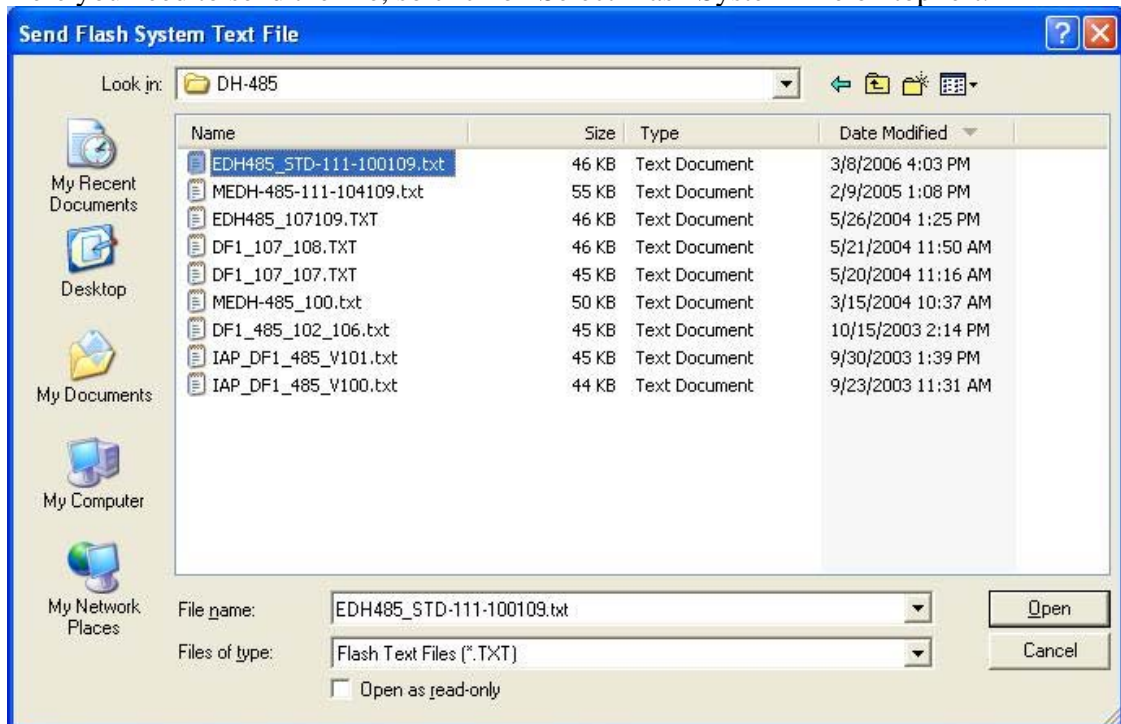 Send Flash System Text File
Look in: DH-485
Name Size Type Date Modified
EDH485_STD-111-100109.txt 46 KB Text Document 3/8/2006 4:03 PM
MEDH-485-111-104109.txt 55 KB Text Document 2/9/2005 1:08 PM
EDH485_107109.TXT 46 KB Text Document 5/26/2004 1:25 PM
DF1_107_108.TXT 46 KB Text Document 5/21/2004 11:50 AM
DF1_107_107.TXT 45 KB Text Document 5/20/2004 11:16 AM
MEDH-485_100.txt 50 KB Text Document 3/15/2004 10:37 AM
DF1_485_102_106.txt 45 KB Text Document 10/15/2003 2:14 PM
IAP_DF1_485_V101.txt 45 KB Text Document 9/30/2003 1:39 PM
IAP_DF1_485_V100.txt 44 KB Text Document 9/23/2003 11:31 AM
My Recent
Documents
Desktop
My Documents
My Computer
My Network
Places
File name: EDH485_STD-111-100109.txt Open
Files of type: Flash Text Files (*.TXT) Cancel
Open as read-only